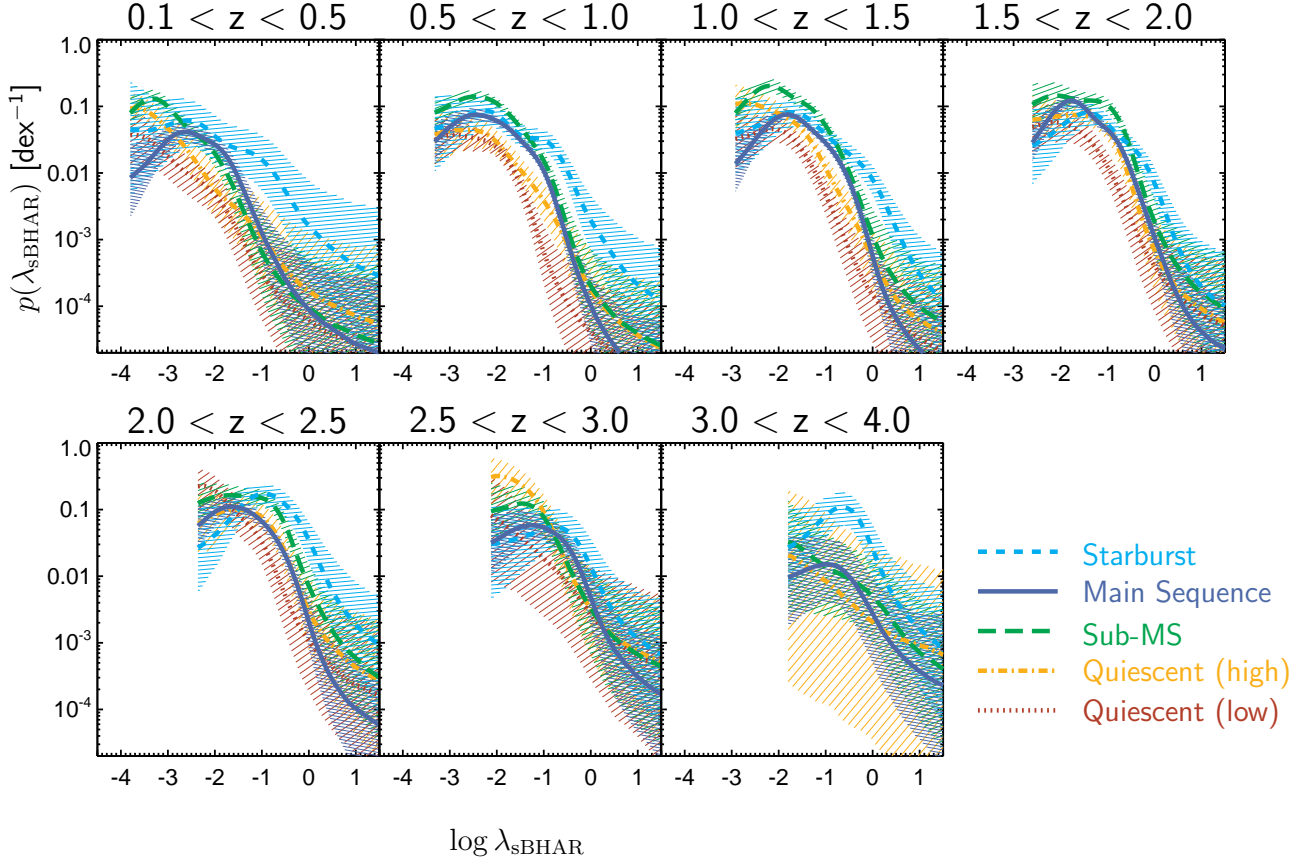 0.1 < z < 0.5
0.5 < z < 1.0
1.0 < z < 1.5
1.5 < z < 2.0
p(λsBHAR) [dex⁻¹]
1.0
0.1
0.01
10⁻³
10⁻⁴
-4 -3 -2 -1 0 1
-4 -3 -2 -1 0 1
-4 -3 -2 -1 0 1
-4 -3 -2 -1 0 1
2.0 < z < 2.5
2.5 < z < 3.0
3.0 < z < 4.0
1.0
0.1
0.01
10⁻³
10⁻⁴
-4 -3 -2 -1 0 1
-4 -3 -2 -1 0 1
-4 -3 -2 -1 0 1
Starburst
Main Sequence
Sub-MS
Quiescent (high)
Quiescent (low)
log λsBHAR